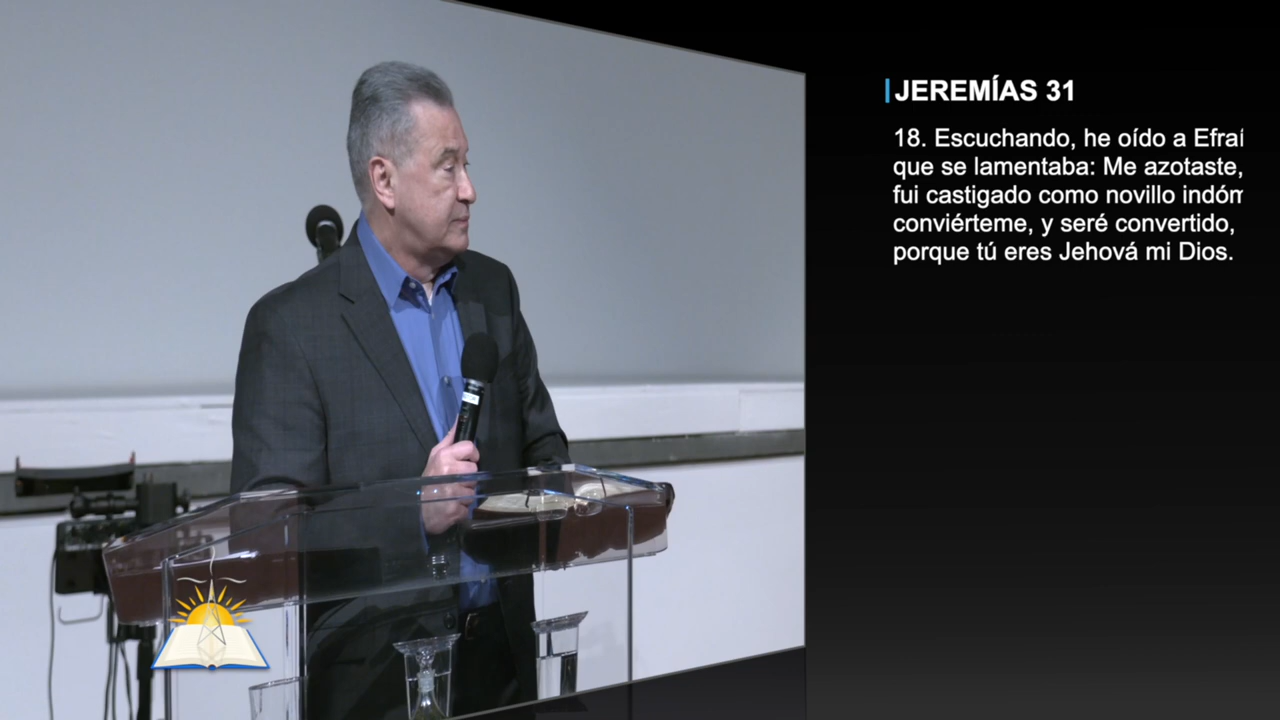 JEREMÍAS 31
18. Escuchando, he oído a Efraí
que se lamentaba: Me azotaste,
fui castigado como novillo indóm
conviérteme, y seré convertido,
porque tú eres Jehová mi Dios.